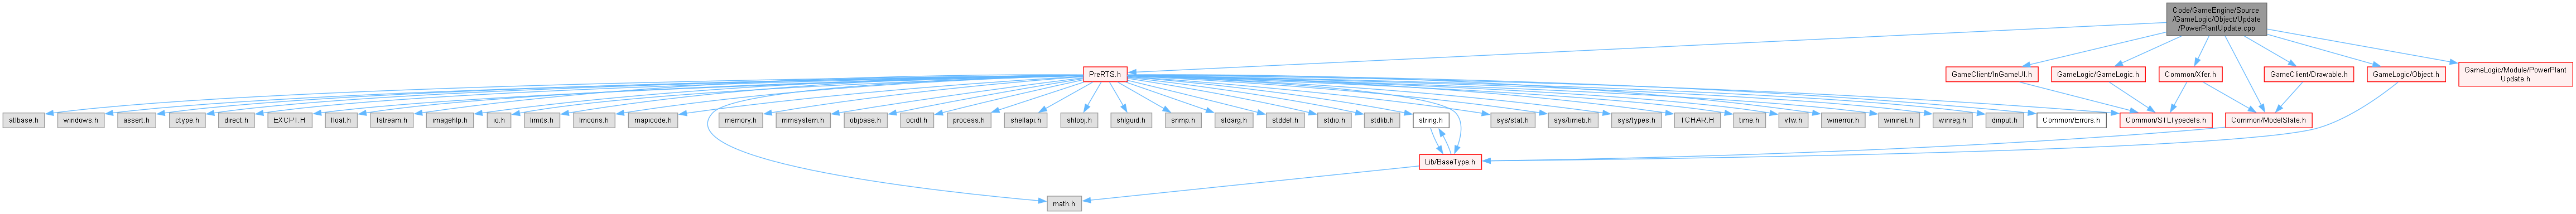 Code/GameEngine/Source
/GameLogic/Object/Update
/PowerPlantUpdate.cpp
PreRTS.h
GameClient/InGameUI.h
GameLogic/GameLogic.h
Common/Xfer.h
GameClient/Drawable.h
GameLogic/Object.h
GameLogic/Module/PowerPlant
Update.h
atlbase.h
windows.h
assert.h
ctype.h
direct.h
EXCPT.H
float.h
fstream.h
imagehlp.h
io.h
limits.h
lmcons.h
mapicode.h
memory.h
mmsystem.h
objbase.h
ocidl.h
process.h
shellapi.h
shlobj.h
shlguid.h
snmp.h
stdarg.h
stddef.h
stdio.h
stdlib.h
string.h
sys/stat.h
sys/timeb.h
sys/types.h
TCHAR.H
time.h
vfw.h
winerror.h
wininet.h
winreg.h
dinput.h
Common/Errors.h
Common/STLTypedefs.h
Common/ModelState.h
Lib/BaseType.h
math.h